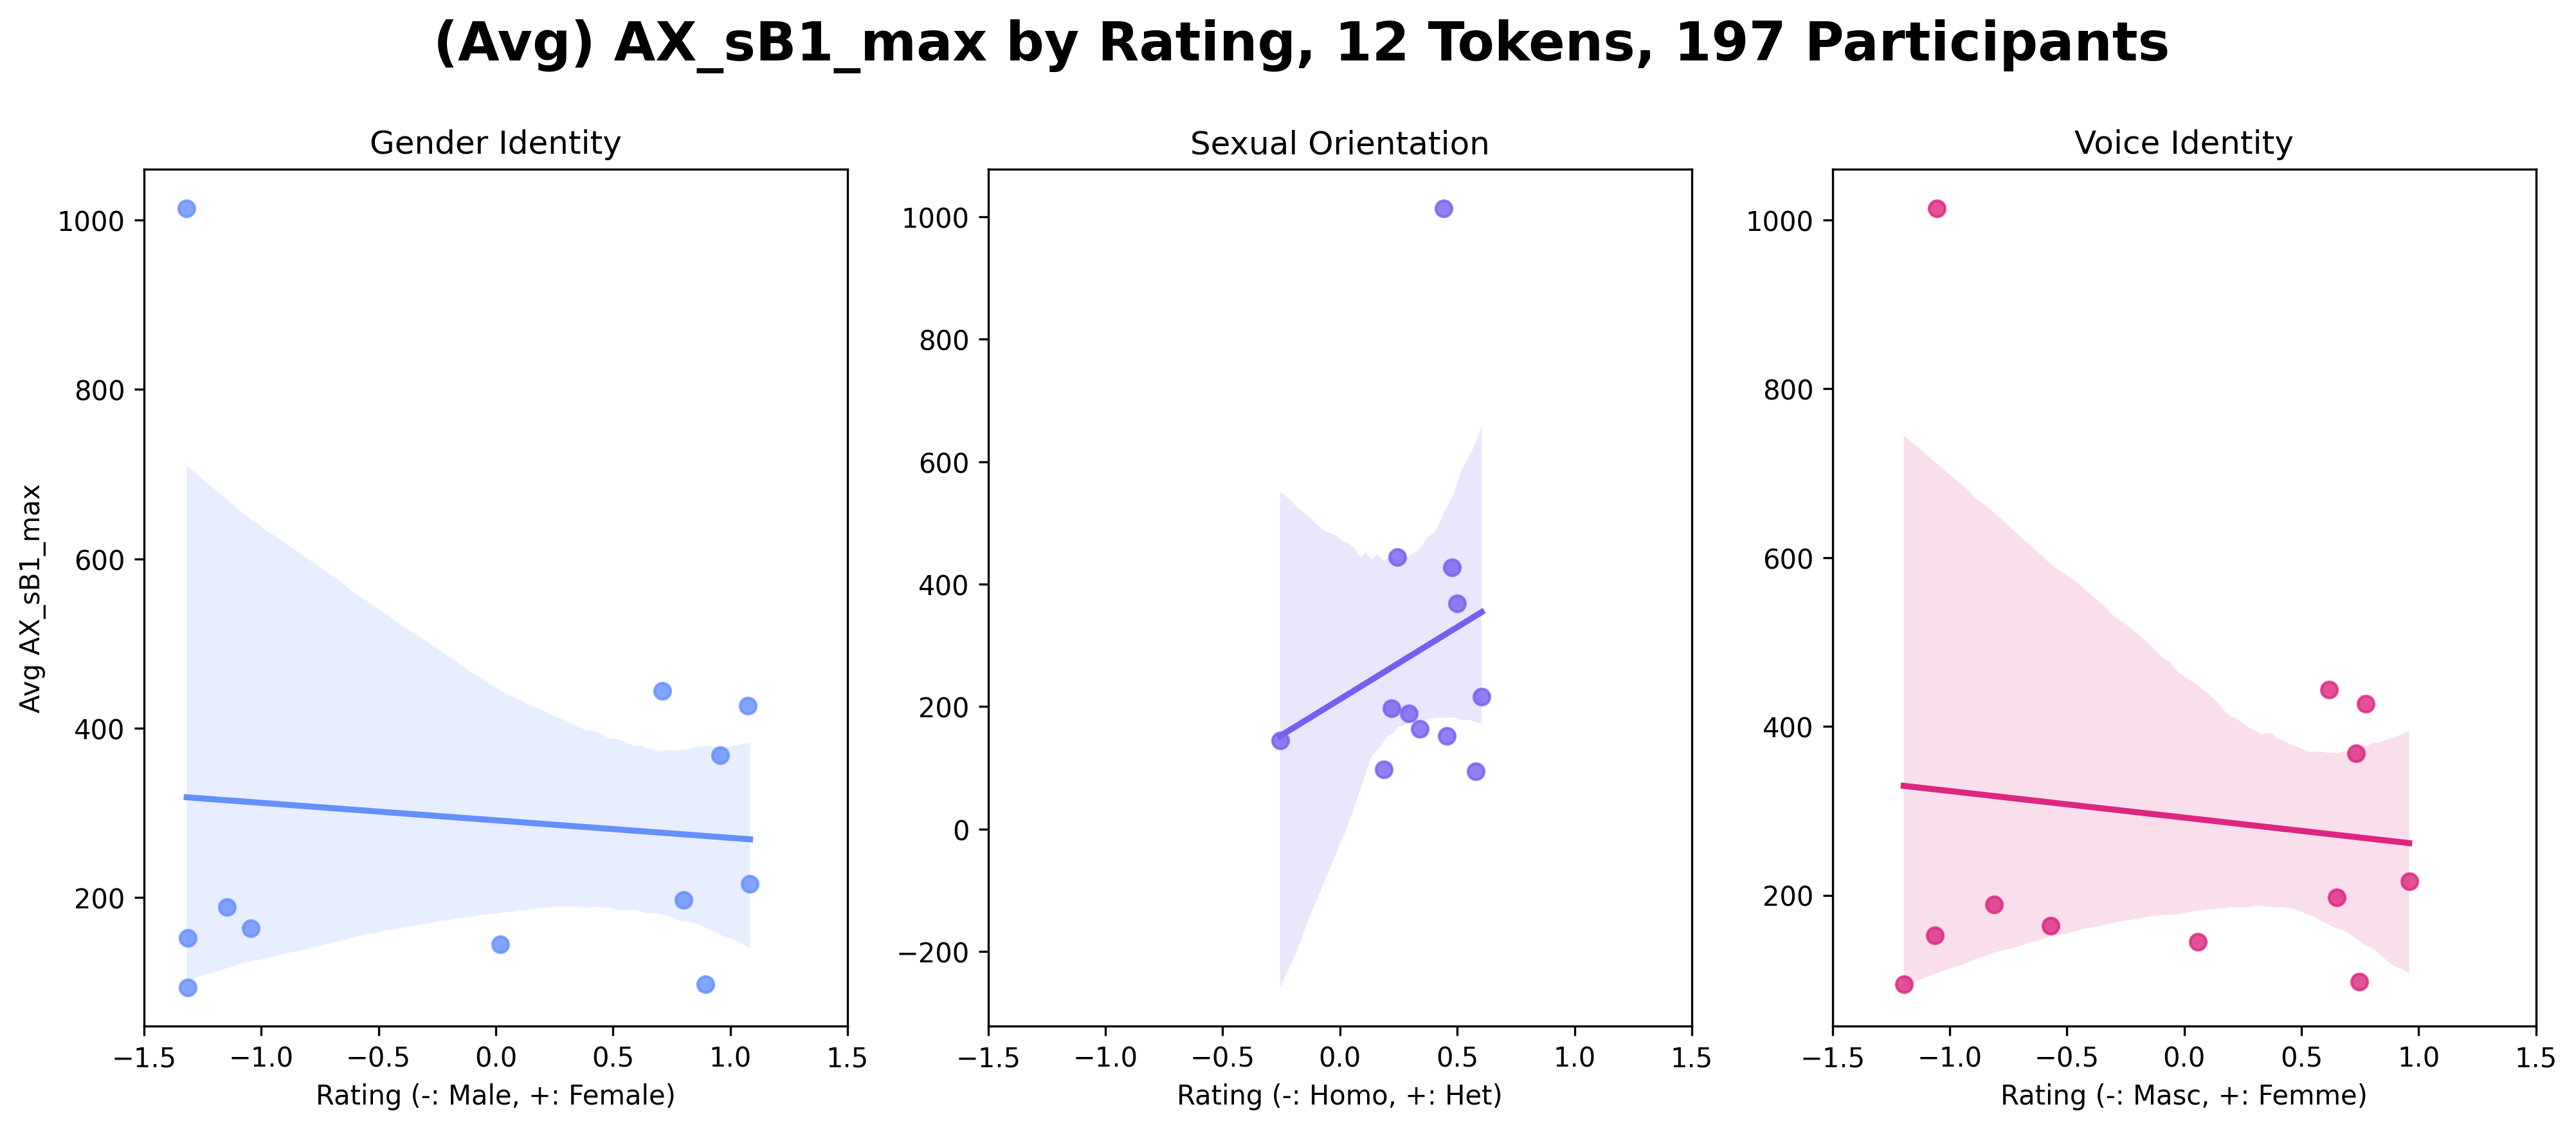 (Avg) AX_sB1_max by Rating, 12 Tokens, 197 Participants
Gender Identity
Avg AX_sB1_max
1000
800
600
400
200
−1.5 −1.0 −0.5 0.0 0.5 1.0 1.5
Rating (-: Male, +: Female)
Sexual Orientation
1000
800
600
400
200
0
−200
−1.5 −1.0 −0.5 0.0 0.5 1.0 1.5
Rating (-: Homo, +: Het)
Voice Identity
1000
800
600
400
200
−1.5 −1.0 −0.5 0.0 0.5 1.0 1.5
Rating (-: Masc, +: Femme)